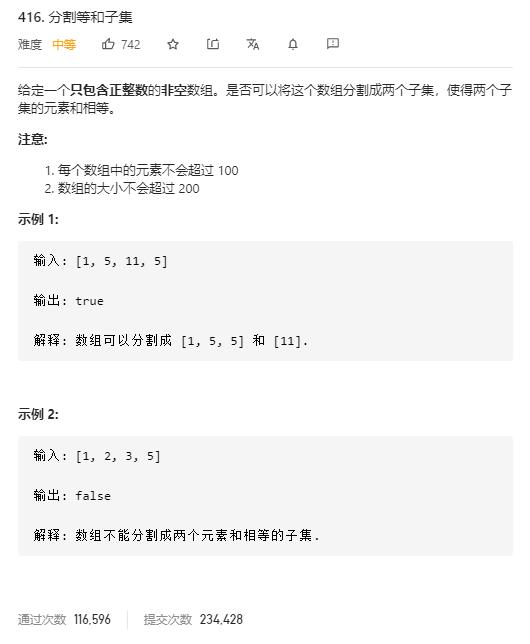 416. 分割等和子集
难度 中等 742
给定一个只包含正整数的非空数组。是否可以将这个数组分割成两个子集，使得两个子
集的元素和相等。
注意:
1. 每个数组中的元素不会超过 100
2. 数组的大小不会超过 200
示例 1:
输入: [1, 5, 11, 5]
输出: true
解释: 数组可以分割成 [1, 5, 5] 和 [11].
示例 2:
输入: [1, 2, 3, 5]
输出: false
解释: 数组不能分割成两个元素和相等的子集.
通过次数 116,596 提交次数 234,428